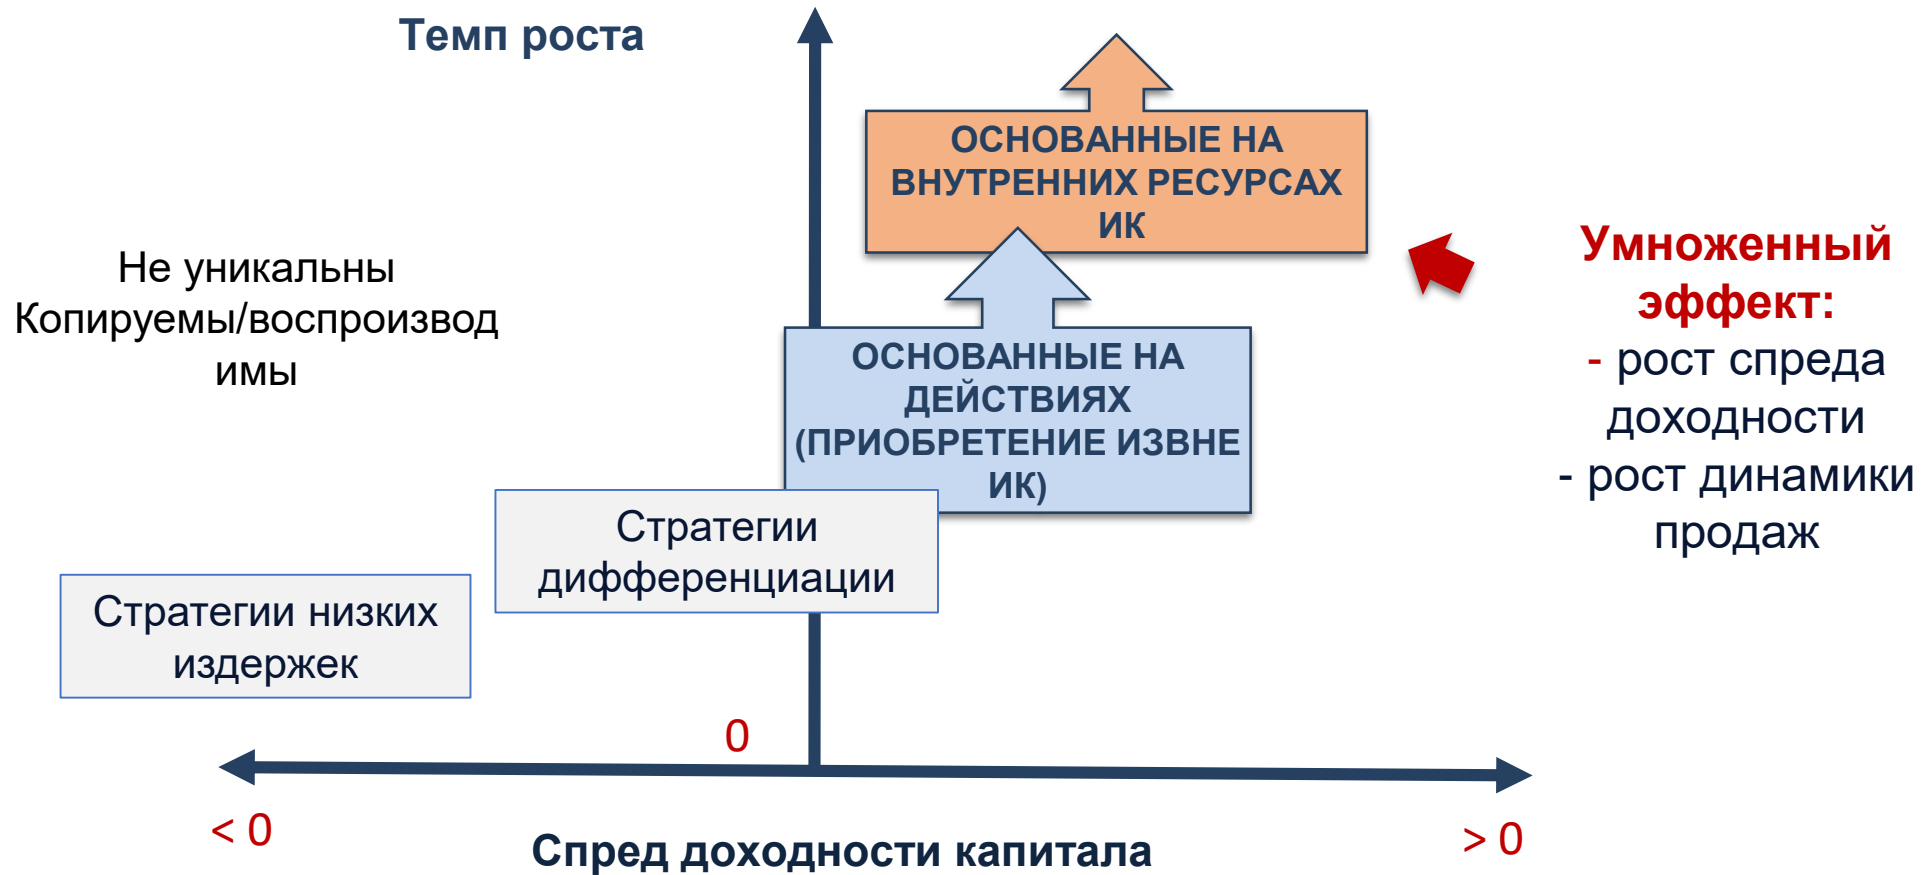 Темп роста
ОСНОВАННЫЕ НА
ВНУТРЕННИХ РЕСУРСАХ
ИК
Не уникальны
Копируемы/воспроизвод
имы
Умноженный
эффект:
- рост спреда
доходности
- рост динамики
продаж
ОСНОВАННЫЕ НА
ДЕЙСТВИЯХ
(ПРИОБРЕТЕНИЕ ИЗВНЕ
ИК)
Стратегии
дифференциации
Стратегии низких
издержек
0
< 0
Спред доходности капитала
> 0